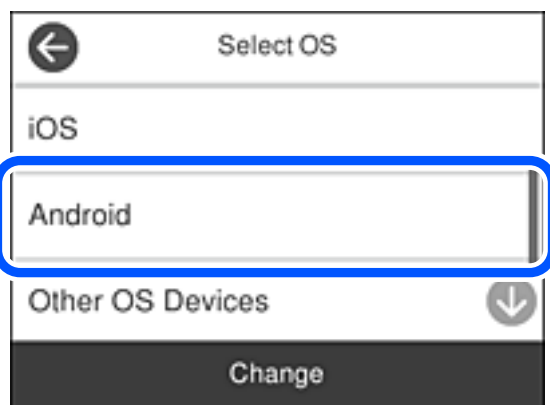 Select OS
iOS
Android
Other OS Devices
Change